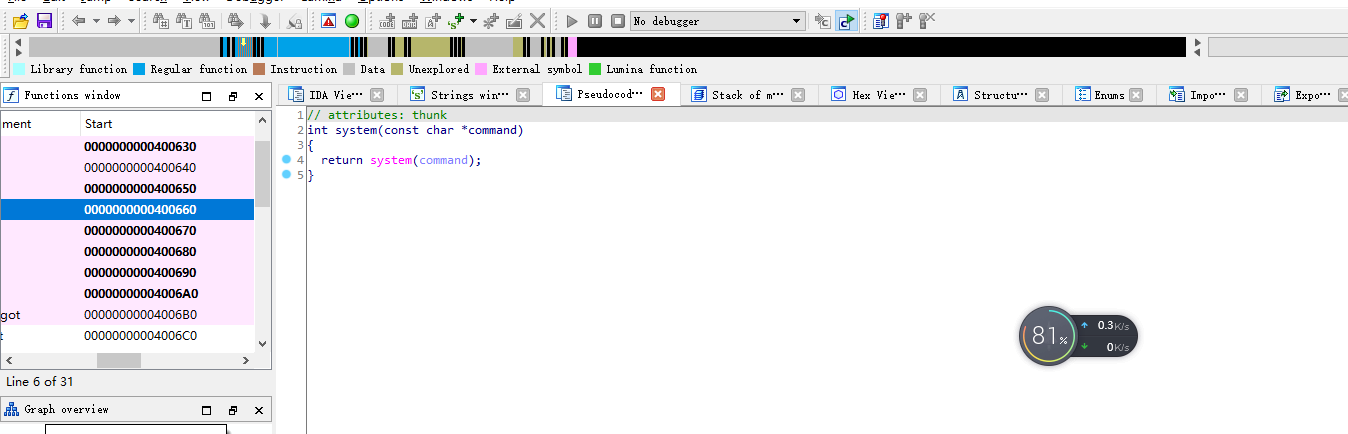 No debugger
Library function Regular function Instruction Data Unexplored External symbol Lumina function
Functions window
IDA Vie… Strings win… Pseudocod… Stack of m… Hex Vie… Structu… Enums Impo… Expo…
ment Start
0000000000400630
0000000000400640
0000000000400650
0000000000400660
0000000000400670
0000000000400680
0000000000400690
00000000004006A0
got 00000000004006B0
t 00000000004006C0
Line 6 of 31
Graph overview
1 // attributes: thunk
2 int system(const char *command)
3 {
4 return system(command);
5 }
81%
0.3K/s
0K/s